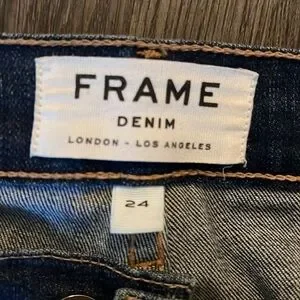 FRAME
DENIM
LONDON - LOS ANGELES
24